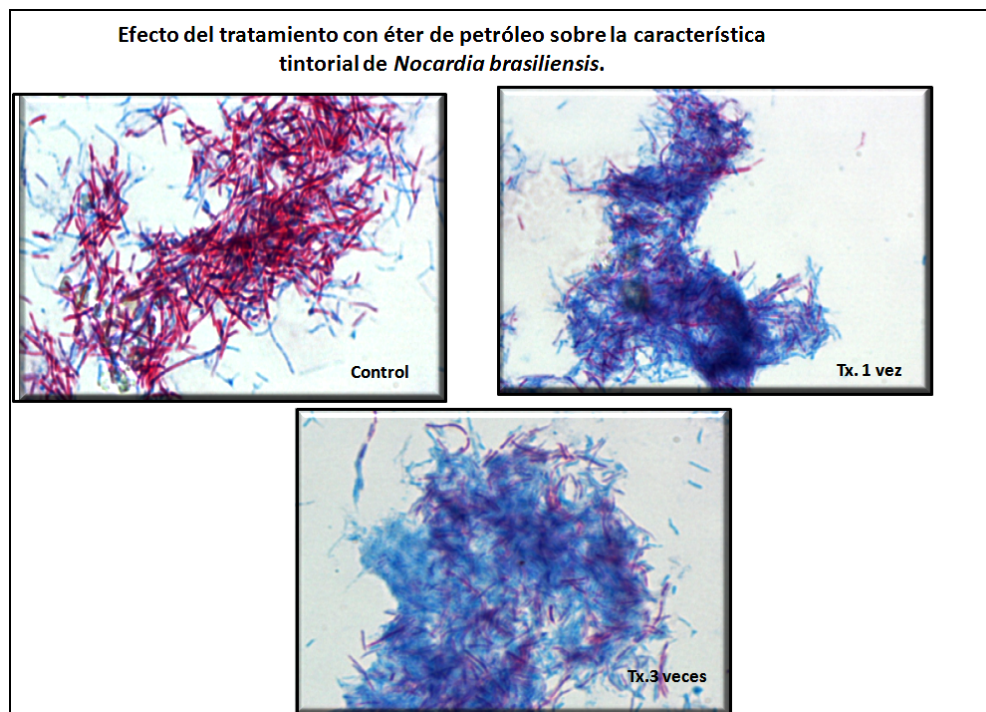 Efecto del tratamiento con éter de petróleo sobre la característica
tintorial de Nocardia brasiliensis.
Control
Tx. 1 vez
Tx.3 veces